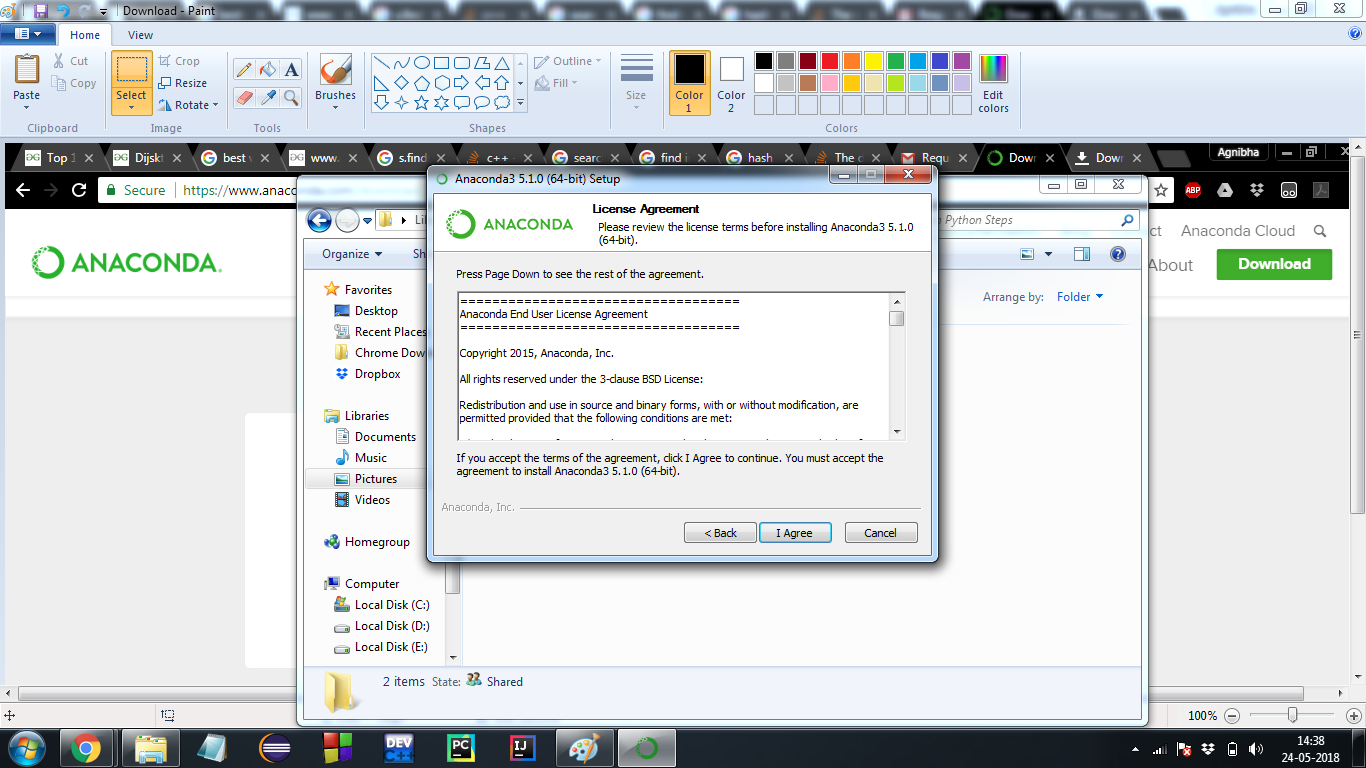 Download - Paint
Home
View
Paste
Cut
Copy
Clipboard
Select
Crop
Resize
Rotate
Image
Tools
Brushes
Shapes
Outline
Fill
Size
Color 1
Color 2
Edit colors
Colors
Top 1
Dijskt
best
www.
s.find
c++
searc
find i
hash
The c
Requ
Down
Down
Agnibha
Secure
https://www.anaco
ABP
ANACONDA.
Anaconda Cloud
About
Download
Python Steps
Organize
Sh
Arrange by: Folder
Favorites
Desktop
Recent Places
Chrome Dow
Dropbox
Libraries
Documents
Music
Pictures
Videos
Homegroup
Computer
Local Disk (C:)
Local Disk (D:)
Local Disk (E:)
2 items State: Shared
Anaconda3 5.1.0 (64-bit) Setup
ANACONDA
License Agreement
Please review the license terms before installing Anaconda3 5.1.0
(64-bit).
Press Page Down to see the rest of the agreement.
===================================
Anaconda End User License Agreement
===================================
Copyright 2015, Anaconda, Inc.
All rights reserved under the 3-clause BSD License:
Redistribution and use in source and binary forms, with or without modification, are
permitted provided that the following conditions are met:
If you accept the terms of the agreement, click I Agree to continue. You must accept the
agreement to install Anaconda3 5.1.0 (64-bit).
Anaconda, Inc.
< Back
I Agree
Cancel
100%
DEV
C++
PC
IJ
14:38
24-05-2018